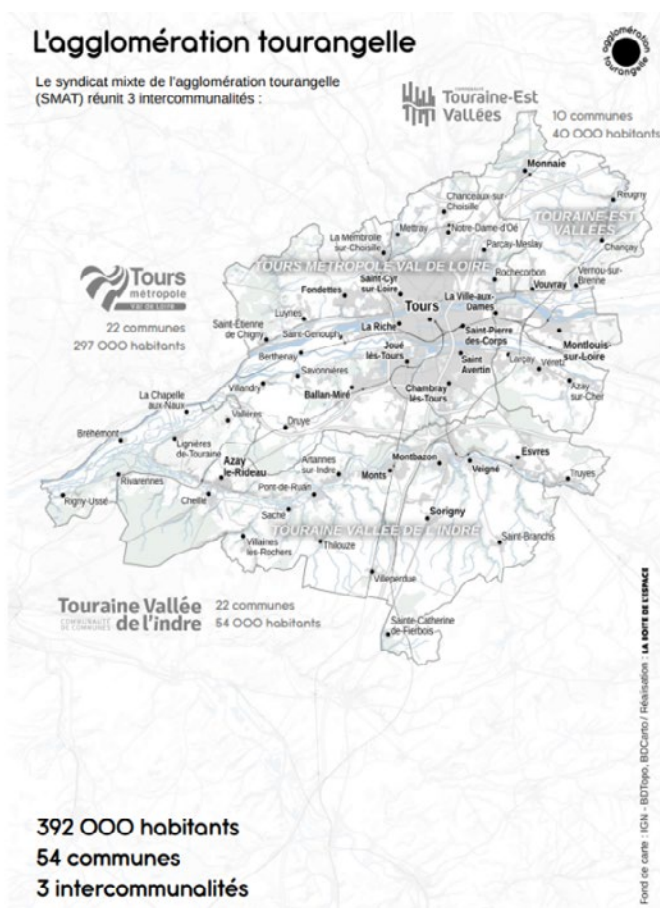 L'agglomération tourangelle
agglomération
tourangelle
Le syndicat mixte de l'agglomération tourangelle
(SMAT) réunit 3 intercommunalités :
COMMUNAUTÉ
Touraine-Est
Vallées
10 communes
40 000 habitants
Monnaie
Reugny
Chanceaux-sur-
Choisille
TOURAINE-EST
VALLÉES
Mettray
Notre-Dame-d'Oé
La Membrolle
sur-Choisille
Parcay-Meslay
Chançay
TOURS MÉTROPOLE VAL DE LOIRE
Rochecorbon
Vernou-sur-
Brenne
Saint-Cyr
sur-Loire
Fondettes
Vouvray
La Ville-aux-
Dames
Tours
métropole
Val de Loire
22 communes
297 000 habitants
Tours
Luynes
Saint-Étienne
de Chigny
Saint-Genouph
La Riche
Saint-Pierre
des-Corps
Montlouis-
sur-Loire
Joué
lès-Tours
Berthenay
Saint
Avertin
Larçay
Véretz
Savonnières
Villandry
Ballan-Miré
Chambray
lès-Tours
Azay
sur-Cher
La Chapelle
aux-Naux
Vallères
Druye
Bréhémont
Lignières
de-Touraine
Azay
le-Rideau
Artannes
sur-Indre
Montbazon
Esvres
Monts
Veigné
Truyes
Rivarennes
Pont-de-Ruan
Rigny-Ussé
Cheillé
Saché
Sorigny
TOURAINE VALLÉE DE L'INDRE
Villaines
les-Rochers
Thilouze
Saint-Branchs
Villeperdue
Touraine Vallée
COMMUNAUTÉ
DE COMMUNES
de l'indre
22 communes
54 000 habitants
Sainte-Catherine
de-Fierbois
392 000 habitants
54 communes
3 intercommunalités
Fond de carte : IGN - BDTopo, BDCarto / Réalisation : LA BOITE DE L'ESPACE